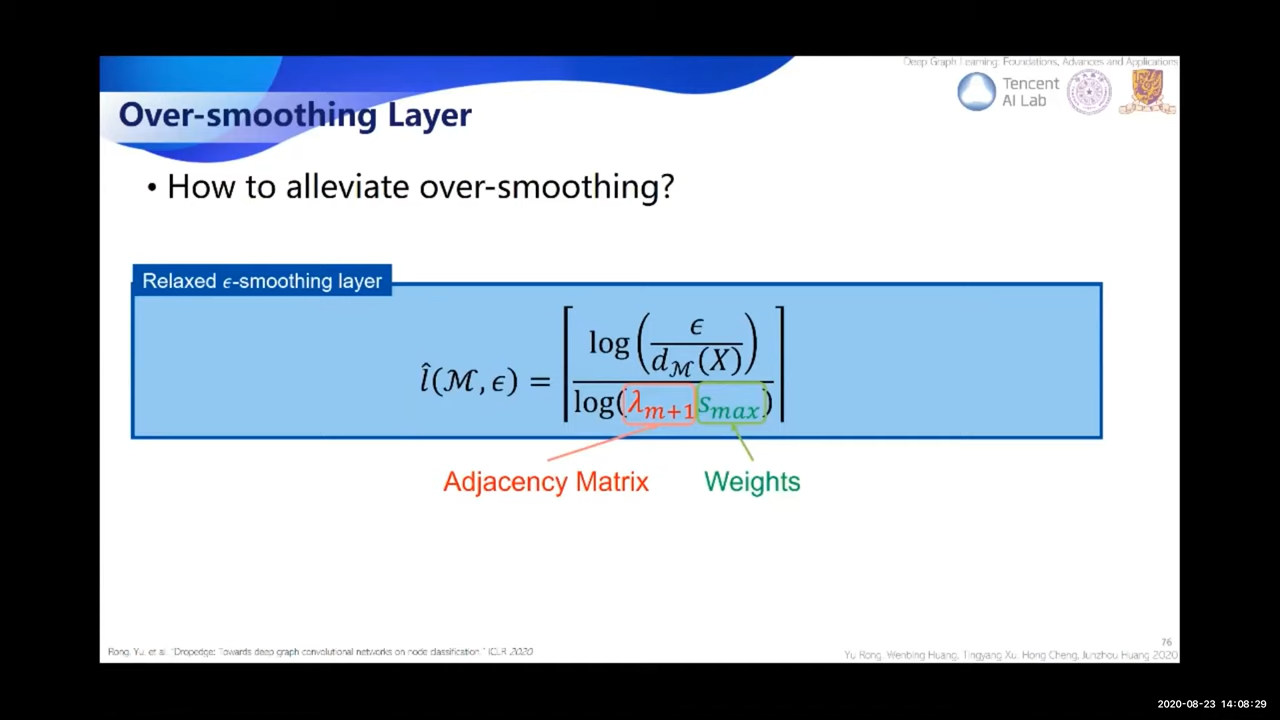 Deep Graph Learning: Foundations, Advances and Applications
Tencent
AI Lab
Over-smoothing Layer
• How to alleviate over-smoothing?
Relaxed ϵ-smoothing layer
l̂(ℳ, ϵ) = ⌈ log(ϵ / d_ℳ(X)) / log(λ_{m+1} s_{max}) ⌉
Adjacency Matrix
Weights
76
Rong, Yu, et al. "Dropedge: Towards deep graph convolutional networks on node classification." ICLR 2020
Yu Rong, Wenbing Huang, Tingyang Xu, Hong Cheng, Junzhou Huang 2020
2020-08-23 14:08:29